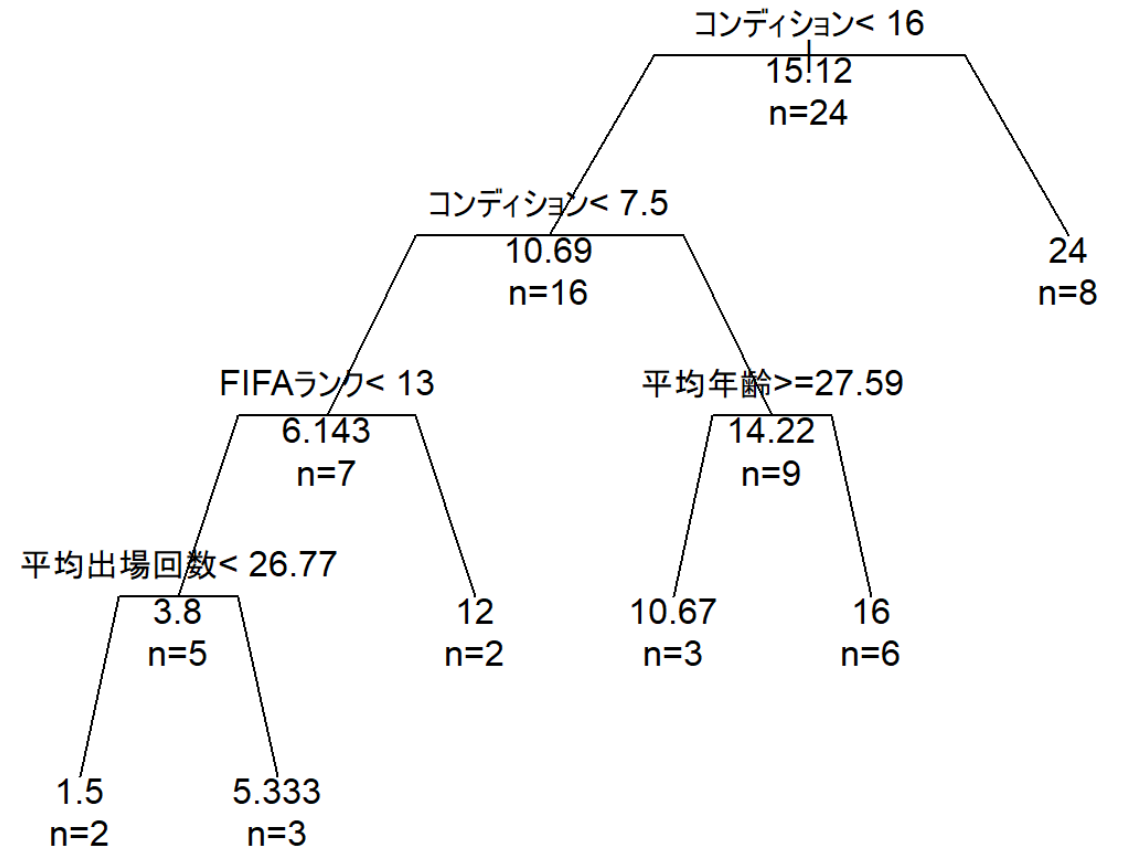 コンディション< 16
15.12
n=24
コンディション< 7.5
10.69
n=16
24
n=8
FIFAランク< 13
6.143
n=7
平均年齢>=27.59
14.22
n=9
平均出場回数< 26.77
3.8
n=5
12
n=2
10.67
n=3
16
n=6
1.5
n=2
5.333
n=3